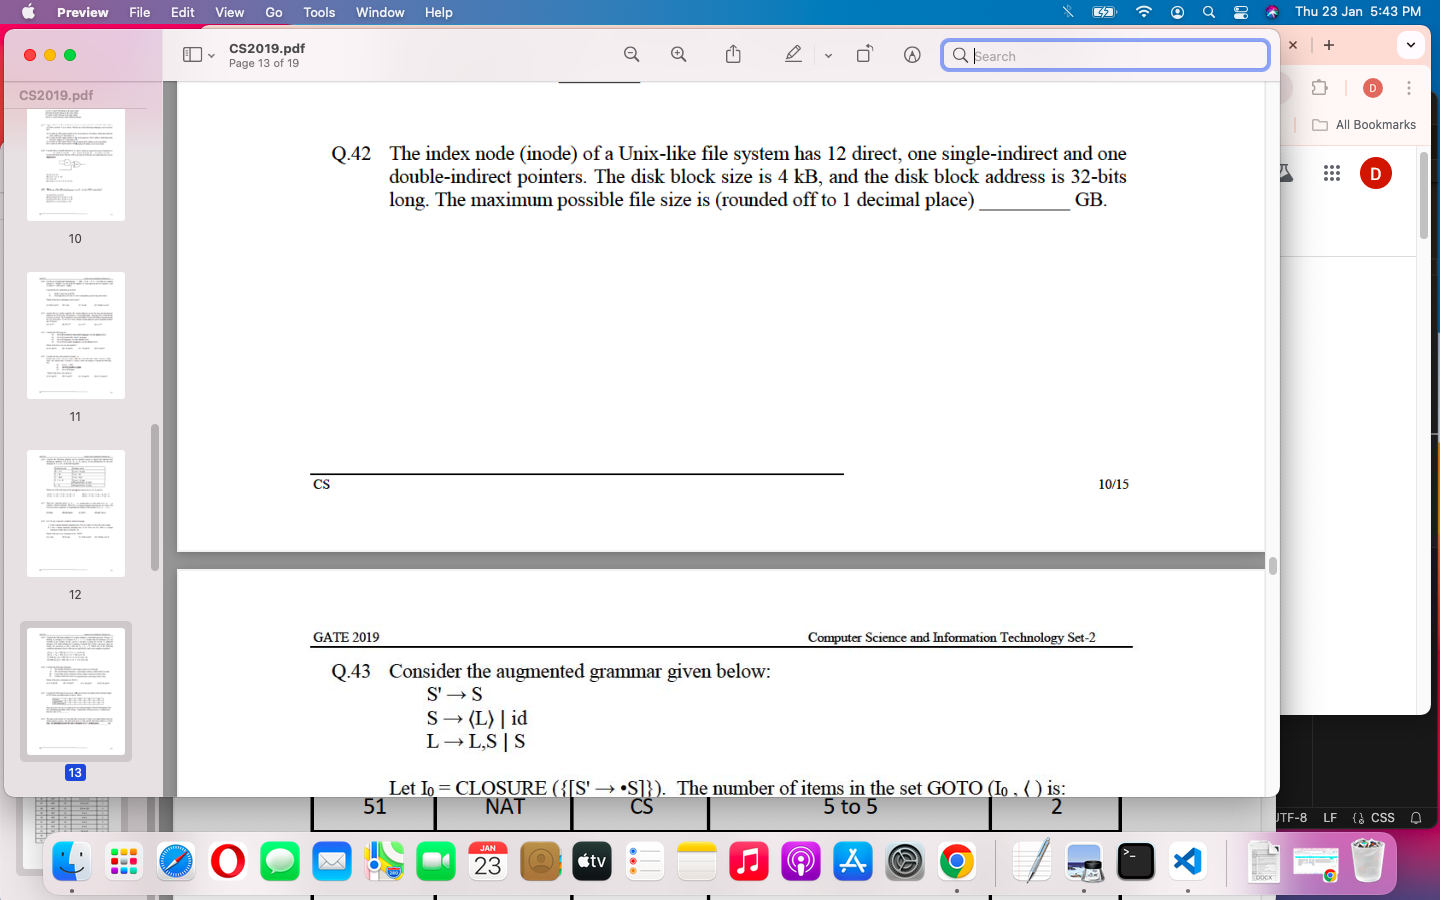 Preview File Edit View Go Tools Window Help Thu 23 Jan 5:43 PM
CS2019.pdf
Page 13 of 19
Search
CS2019.pdf
D
All Bookmarks
D
10
11
12
13
Q.42 The index node (inode) of a Unix-like file system has 12 direct, one single-indirect and one
double-indirect pointers. The disk block size is 4 kB, and the disk block address is 32-bits
long. The maximum possible file size is (rounded off to 1 decimal place) _________ GB.
CS 10/15
GATE 2019 Computer Science and Information Technology Set-2
Q.43 Consider the augmented grammar given below:
S' → S
S → ⟨L⟩ | id
L → L,S | S
Let I₀ = CLOSURE ({[S' → •S]}). The number of items in the set GOTO (I₀ , ⟨ ) is:
51 NAT CS 5 to 5 2
UTF-8 LF {} CSS
JAN
23
tv
280
>_
DOCX